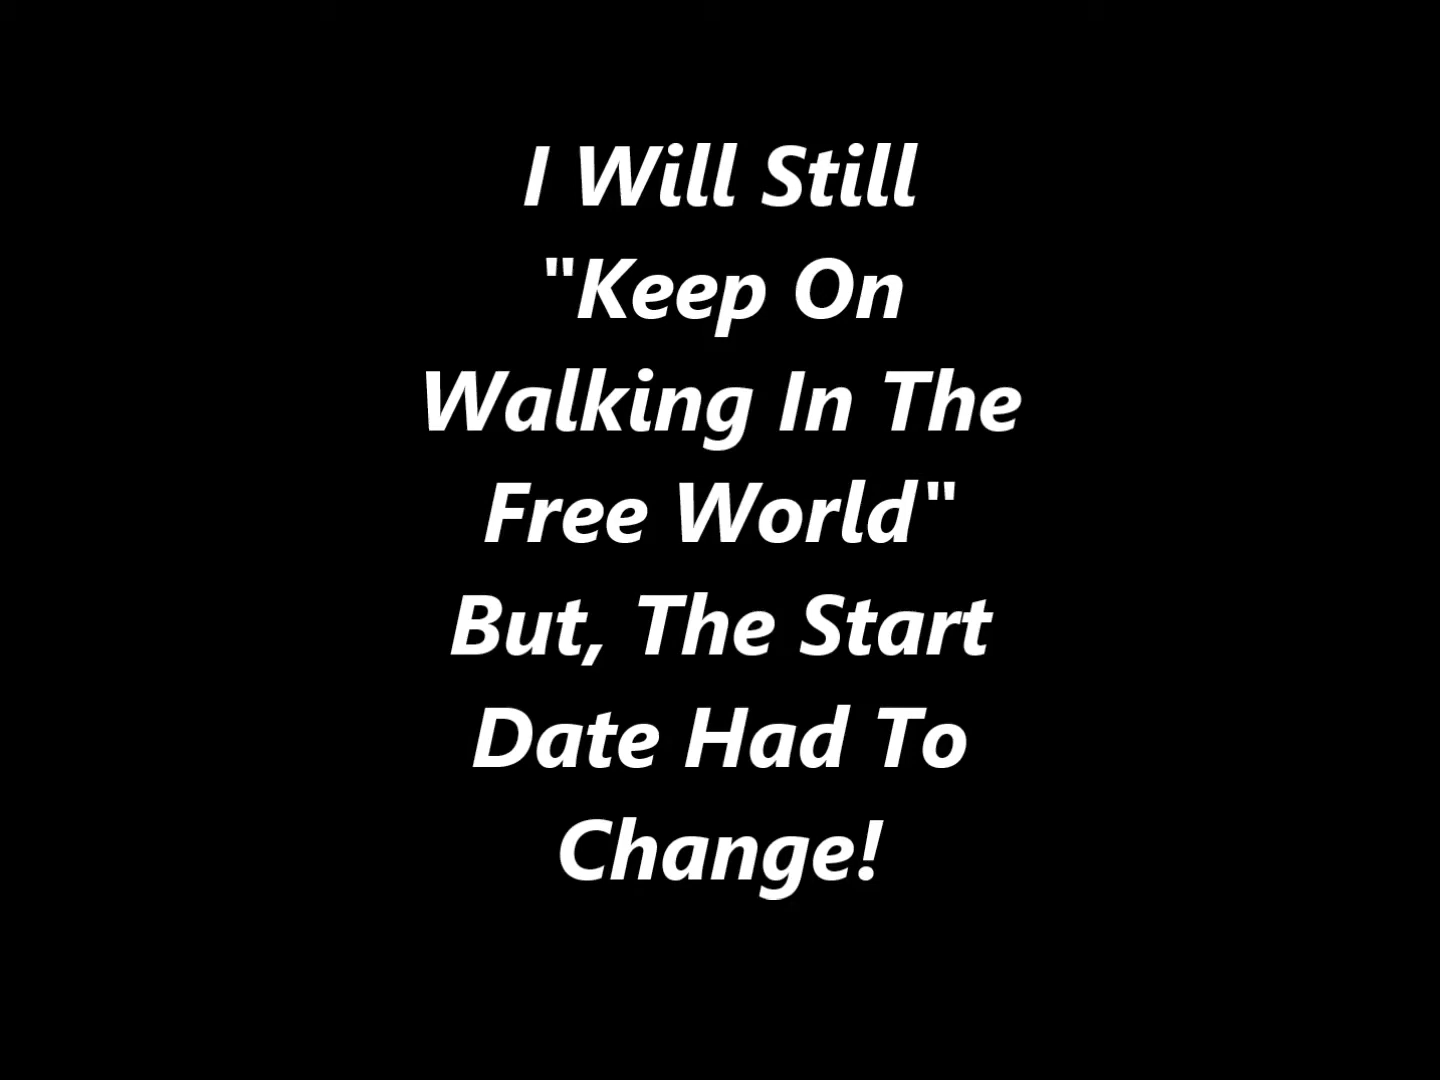 I Will Still
"Keep On
Walking In The
Free World"
But, The Start
Date Had To
Change!